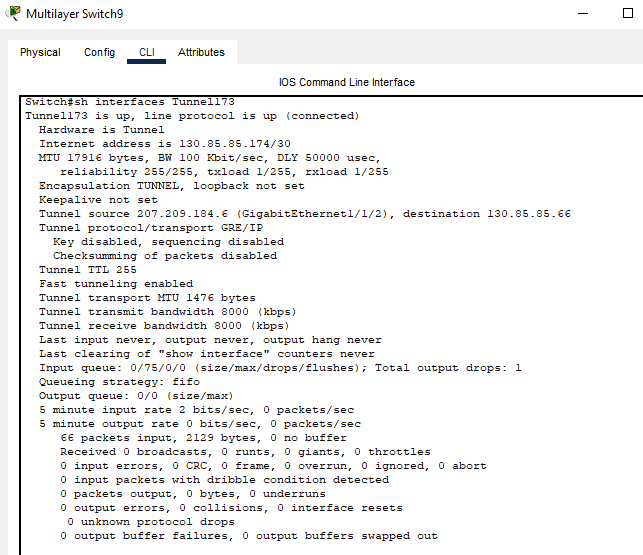 Multilayer Switch9
Physical Config CLI Attributes
IOS Command Line Interface
Switch#sh interfaces Tunnel173
Tunnel173 is up, line protocol is up (connected)
Hardware is Tunnel
Internet address is 130.85.85.174/30
MTU 17916 bytes, BW 100 Kbit/sec, DLY 50000 usec,
reliability 255/255, txload 1/255, rxload 1/255
Encapsulation TUNNEL, loopback not set
Keepalive not set
Tunnel source 207.209.184.6 (GigabitEthernet1/1/2), destination 130.85.85.66
Tunnel protocol/transport GRE/IP
Key disabled, sequencing disabled
Checksumming of packets disabled
Tunnel TTL 255
Fast tunneling enabled
Tunnel transport MTU 1476 bytes
Tunnel transmit bandwidth 8000 (kbps)
Tunnel receive bandwidth 8000 (kbps)
Last input never, output never, output hang never
Last clearing of "show interface" counters never
Input queue: 0/75/0/0 (size/max/drops/flushes); Total output drops: 1
Queueing strategy: fifo
Output queue: 0/0 (size/max)
5 minute input rate 2 bits/sec, 0 packets/sec
5 minute output rate 0 bits/sec, 0 packets/sec
66 packets input, 2129 bytes, 0 no buffer
Received 0 broadcasts, 0 runts, 0 giants, 0 throttles
0 input errors, 0 CRC, 0 frame, 0 overrun, 0 ignored, 0 abort
0 input packets with dribble condition detected
0 packets output, 0 bytes, 0 underruns
0 output errors, 0 collisions, 0 interface resets
0 unknown protocol drops
0 output buffer failures, 0 output buffers swapped out